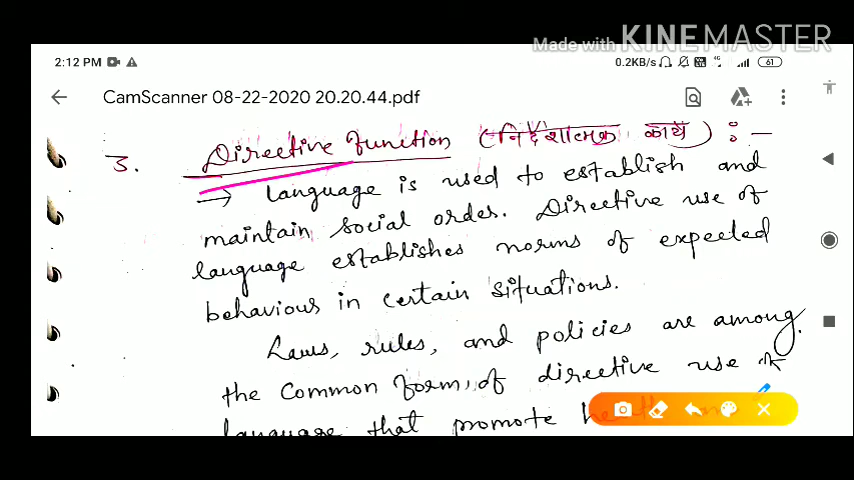 Made with KINEMASTER
2:12 PM 0.2KB/s 61
CamScanner 08-22-2020 20.20.44.pdf
3. Directive Function (निर्देशात्मक कार्य) :-
→ Language is used to establish and
maintain social order. Directive use of
language establishes norms of expected
behaviour in certain situations.
Laws, rules, and policies are among
the common form, of directive use of
language that promote